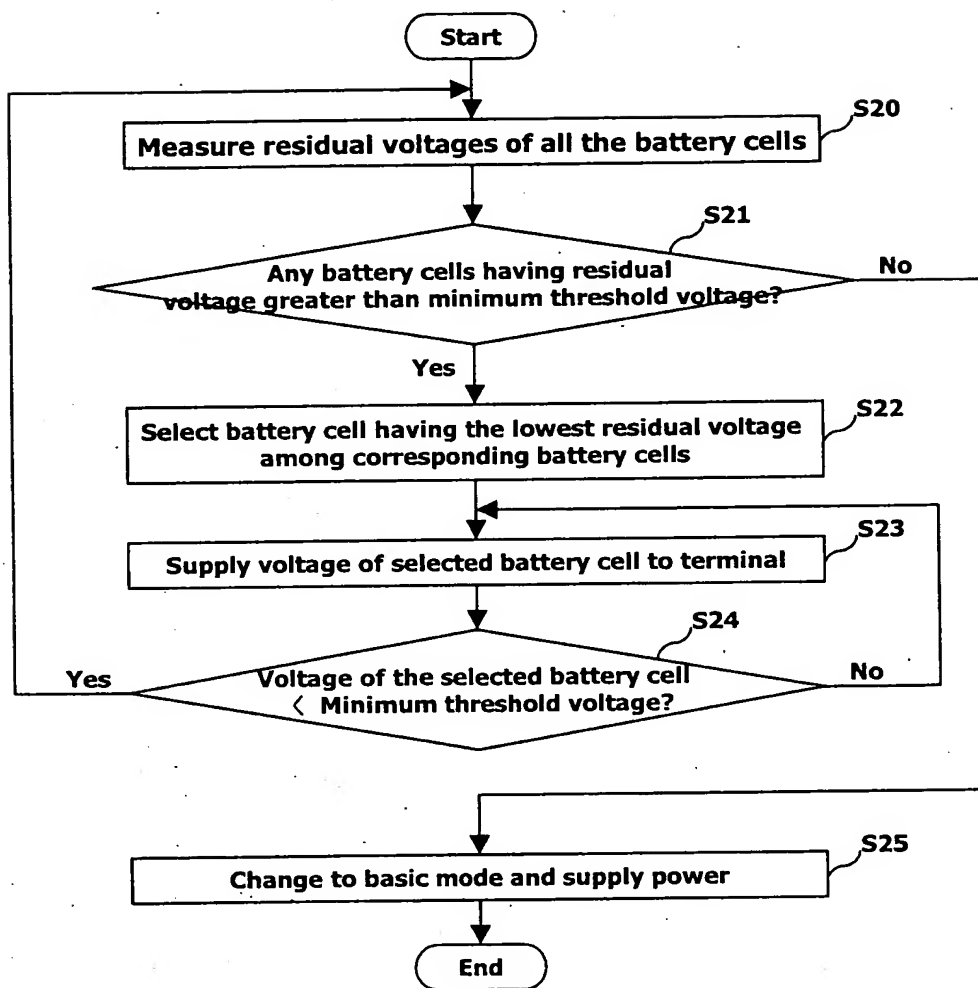 Start
S20
Measure residual voltages of all the battery cells
S21
Any battery cells having residual
voltage greater than minimum threshold voltage?
No
Yes
S22
Select battery cell having the lowest residual voltage
among corresponding battery cells
S23
Supply voltage of selected battery cell to terminal
S24
Yes
Voltage of the selected battery cell
< Minimum threshold voltage?
No
S25
Change to basic mode and supply power
End